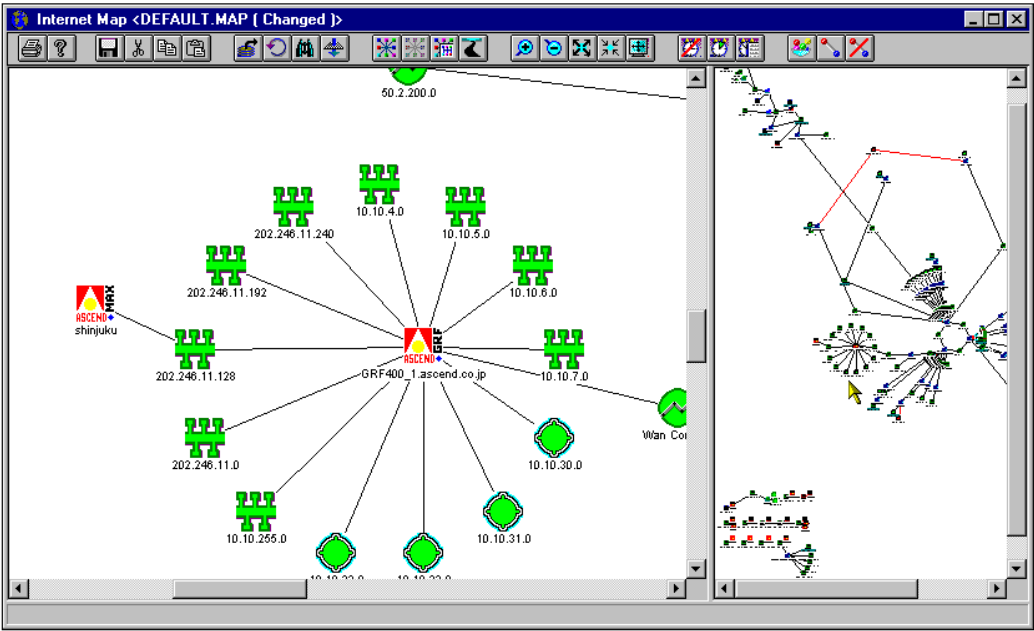 Internet Map <DEFAULT.MAP ( Changed )>
50.2.200.0
10.10.4.0
202.246.11.240
10.10.5.0
202.246.11.192
10.10.6.0
MAX
ASCEND
shinjuku
GRF
ASCEND
GRF400_1.ascend.co.jp
202.246.11.128
10.10.7.0
Wan Co
202.246.11.0
10.10.30.0
10.10.255.0
10.10.31.0